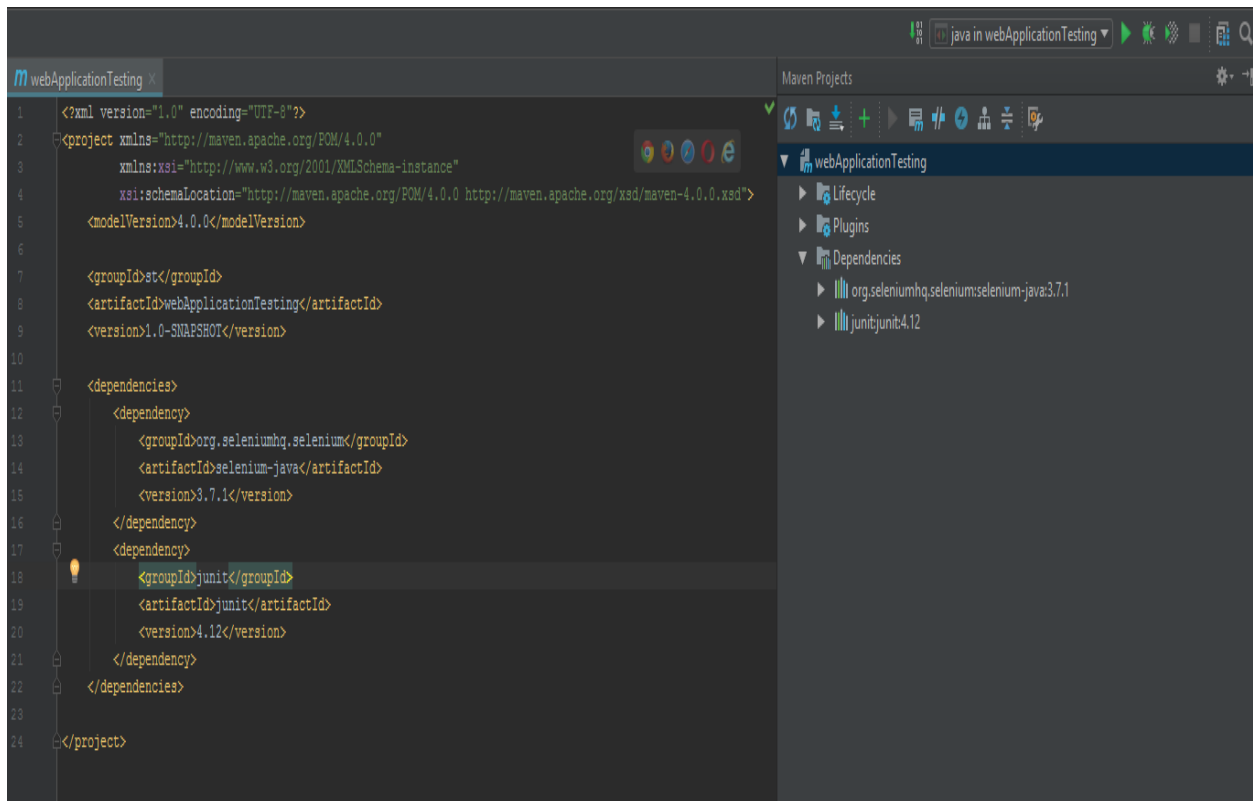 java in webApplicationTesting
webApplicationTesting
1 <?xml version="1.0" encoding="UTF-8"?>
2 <project xmlns="http://maven.apache.org/POM/4.0.0"
3 xmlns:xsi="http://www.w3.org/2001/XMLSchema-instance"
4 xsi:schemaLocation="http://maven.apache.org/POM/4.0.0 http://maven.apache.org/xsd/maven-4.0.0.xsd">
5 <modelVersion>4.0.0</modelVersion>
6
7 <groupId>st</groupId>
8 <artifactId>webApplicationTesting</artifactId>
9 <version>1.0-SNAPSHOT</version>
10
11 <dependencies>
12 <dependency>
13 <groupId>org.seleniumhq.selenium</groupId>
14 <artifactId>selenium-java</artifactId>
15 <version>3.7.1</version>
16 </dependency>
17 <dependency>
18 <groupId>junit</groupId>
19 <artifactId>junit</artifactId>
20 <version>4.12</version>
21 </dependency>
22 </dependencies>
23
24 </project>
Maven Projects
webApplicationTesting
Lifecycle
Plugins
Dependencies
org.seleniumhq.selenium:selenium-java:3.7.1
junit:junit:4.12